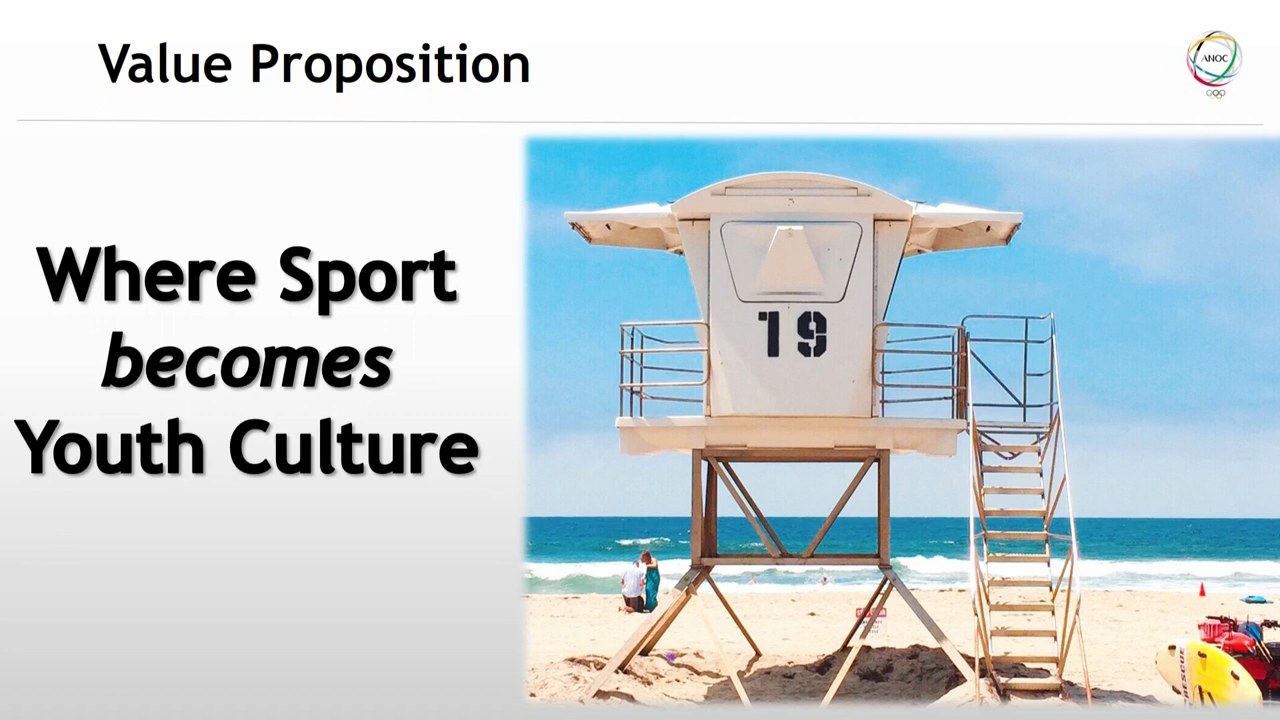 Value Proposition
ANOC
Where Sport
becomes
Youth Culture
19
RESCUE